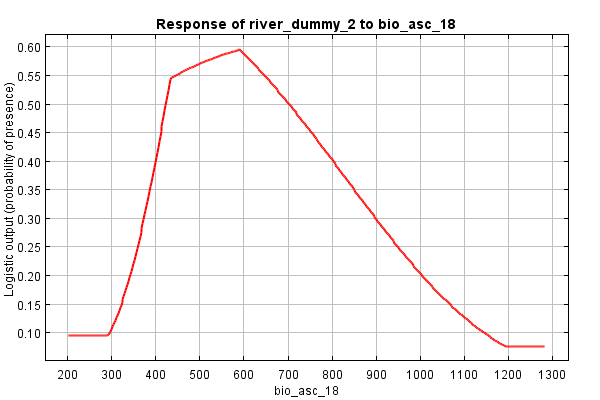 Response of river_dummy_2 to bio_asc_18
Logistic output (probability of presence)
0.60
0.55
0.50
0.45
0.40
0.35
0.30
0.25
0.20
0.15
0.10
200 300 400 500 600 700 800 900 1000 1100 1200 1300
bio_asc_18